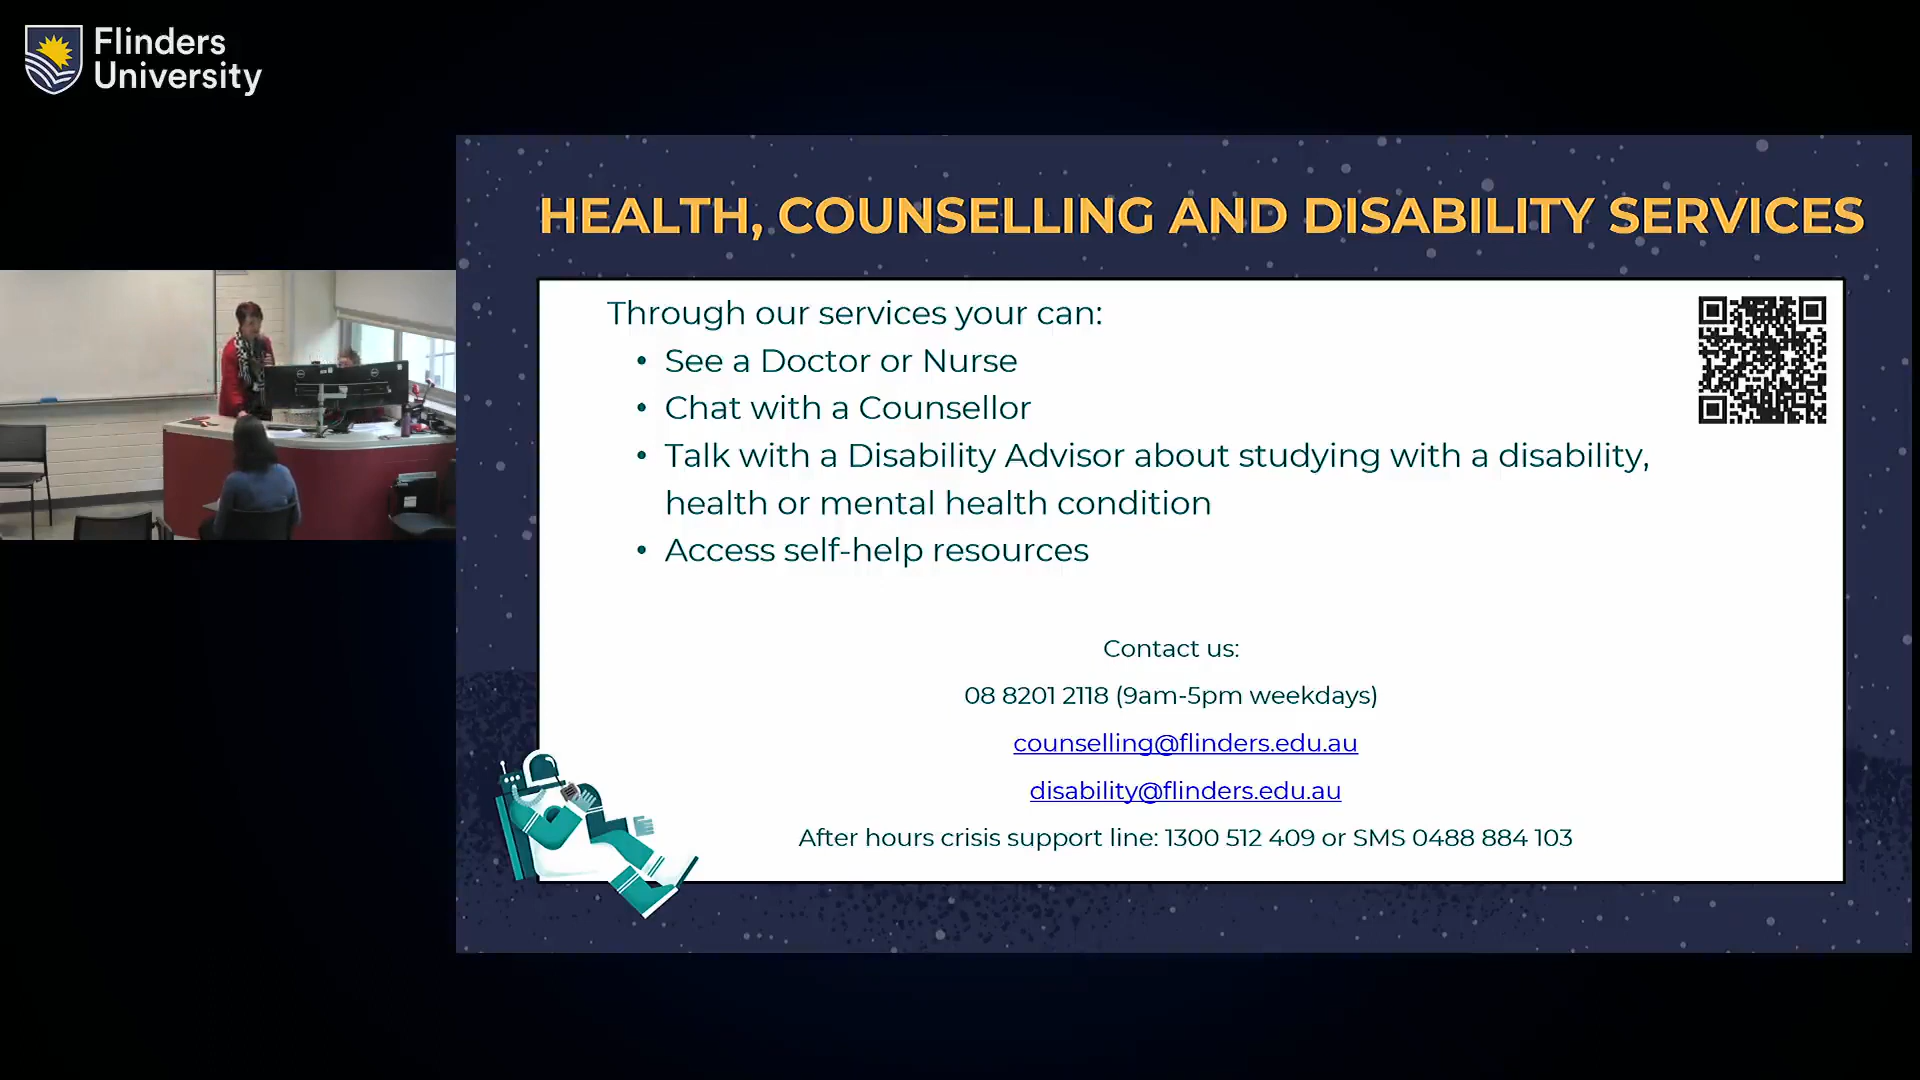 Flinders
University
HEALTH, COUNSELLING AND DISABILITY SERVICES
Through our services your can:
• See a Doctor or Nurse
• Chat with a Counsellor
• Talk with a Disability Advisor about studying with a disability,
health or mental health condition
• Access self-help resources
Contact us:
08 8201 2118 (9am-5pm weekdays)
counselling@flinders.edu.au
disability@flinders.edu.au
After hours crisis support line: 1300 512 409 or SMS 0488 884 103